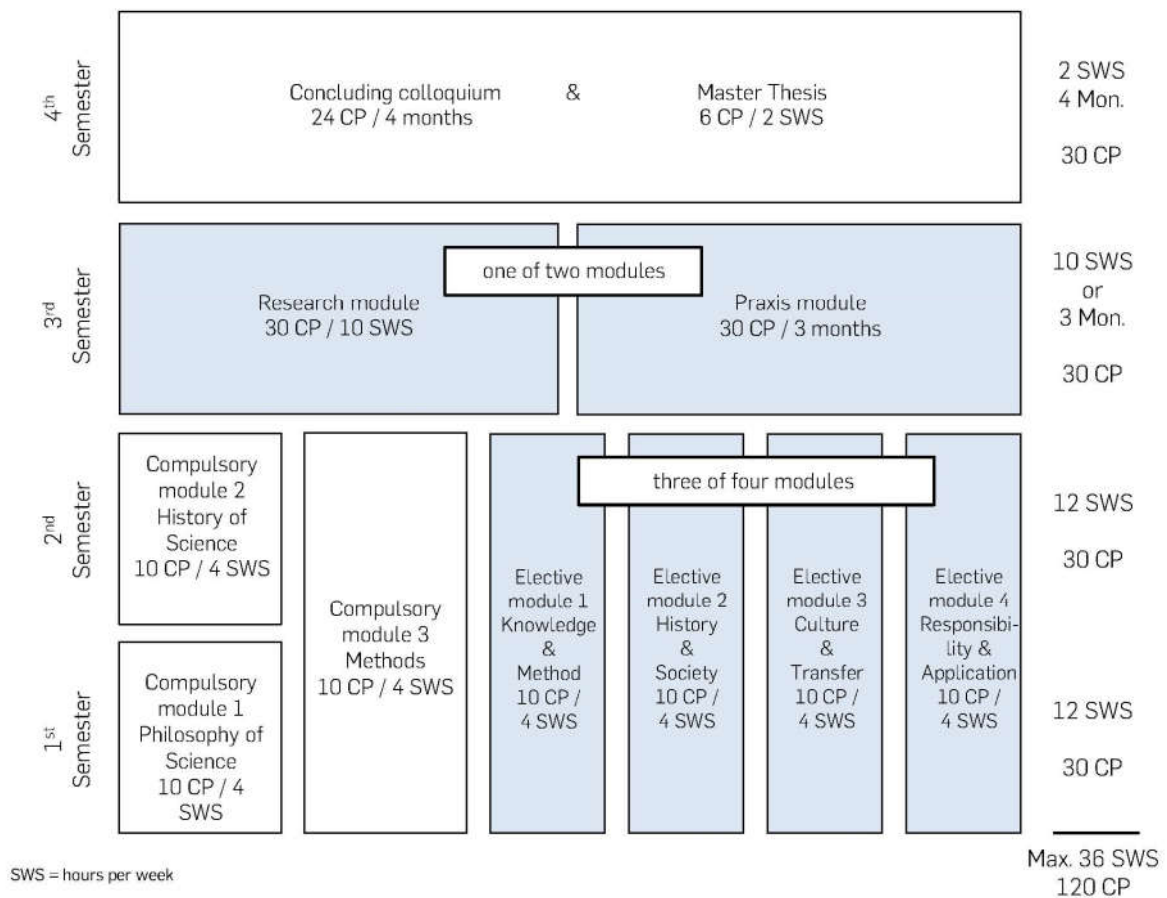 4th
Semester
Concluding colloquium
24 CP / 4 months
&
Master Thesis
6 CP / 2 SWS
2 SWS
4 Mon.
30 CP
3rd
Semester
one of two modules
Research module
30 CP / 10 SWS
Praxis module
30 CP / 3 months
10 SWS
or
3 Mon.
30 CP
2nd
Semester
Compulsory
module 2
History of
Science
10 CP / 4 SWS
Compulsory
module 3
Methods
10 CP / 4 SWS
three of four modules
Elective
module 1
Knowledge
&
Method
10 CP /
4 SWS
Elective
module 2
History
&
Society
10 CP /
4 SWS
Elective
module 3
Culture
&
Transfer
10 CP /
4 SWS
Elective
module 4
Responsibi-
lity &
Application
10 CP /
4 SWS
12 SWS
30 CP
1st
Semester
Compulsory
module 1
Philosophy of
Science
10 CP / 4
SWS
12 SWS
30 CP
SWS = hours per week
Max. 36 SWS
120 CP